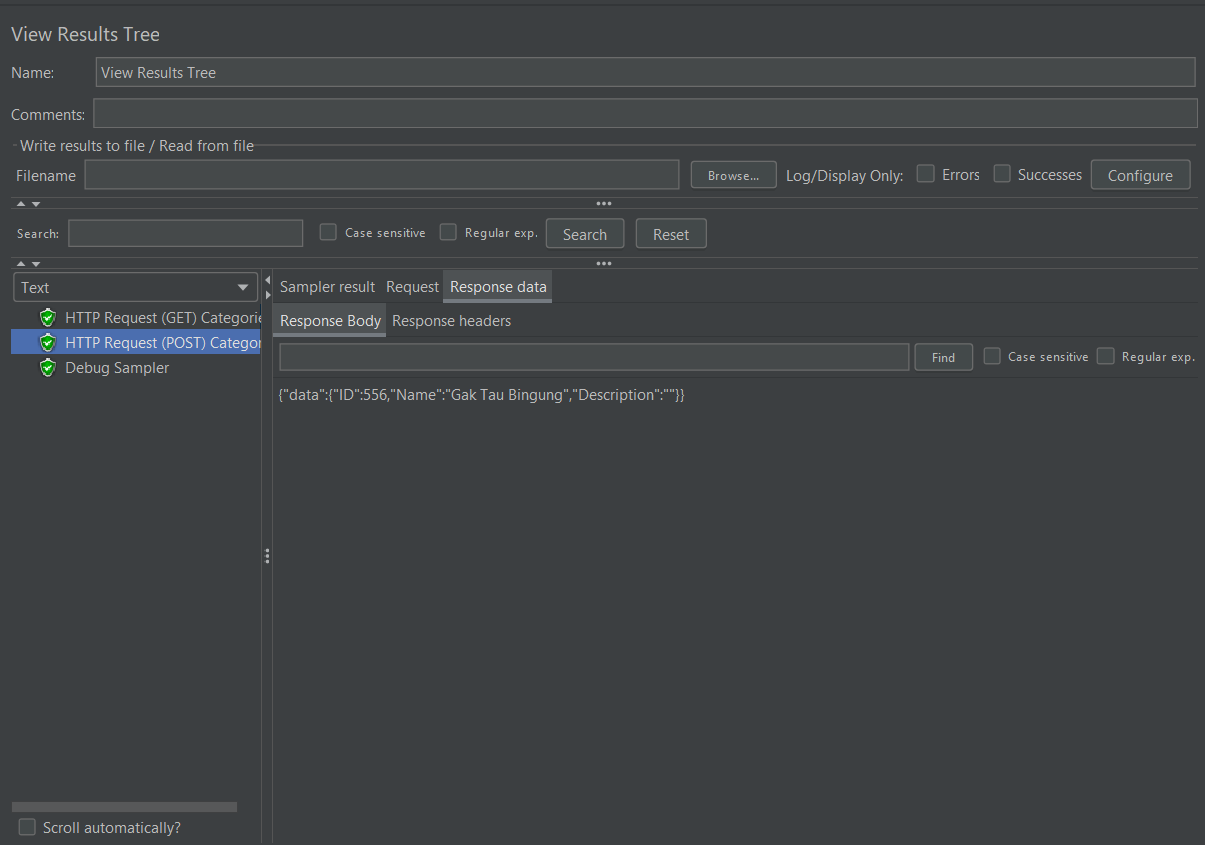 View Results Tree
Name: View Results Tree
Comments:
Write results to file / Read from file
Filename Browse... Log/Display Only: Errors Successes Configure
Search: Case sensitive Regular exp. Search Reset
Text
Sampler result Request Response data
HTTP Request (GET) Categorie
Response Body Response headers
HTTP Request (POST) Categor
Find Case sensitive Regular exp.
Debug Sampler
{"data":{"ID":556,"Name":"Gak Tau Bingung","Description":""}}
Scroll automatically?